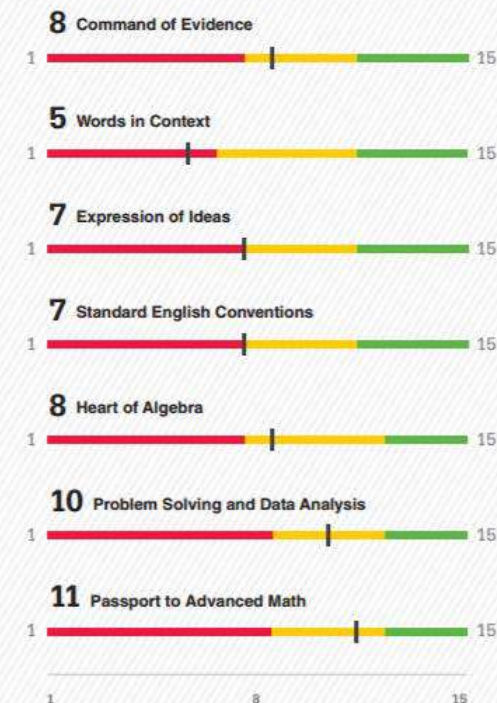 8 Command of Evidence
1 15
5 Words in Context
1 15
7 Expression of Ideas
1 15
7 Standard English Conventions
1 15
8 Heart of Algebra
1 15
10 Problem Solving and Data Analysis
1 15
11 Passport to Advanced Math
1 15
1 8 15